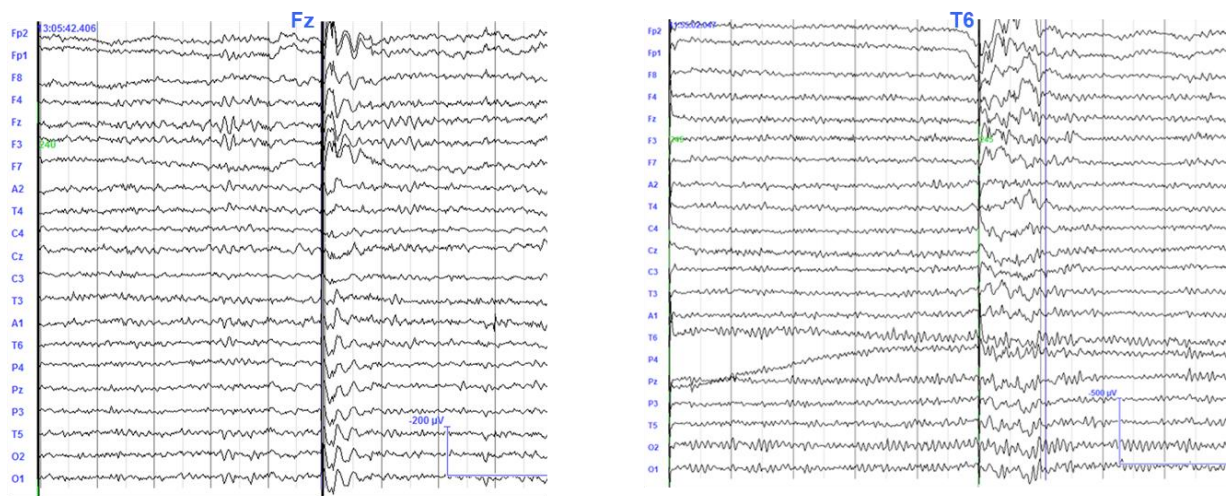 Fz
13:05:42.406
Fp2
Fp1
F8
F4
Fz
F3
240
F7
A2
T4
C4
Cz
C3
T3
A1
T6
P4
Pz
P3
T5
O2
O1
-200 µV
T6
Fp2
Fp1
F8
F4
Fz
F3
245
F7
A2
T4
C4
Cz
C3
T3
A1
T6
P4
Pz
P3
T5
O2
O1
-500 µV